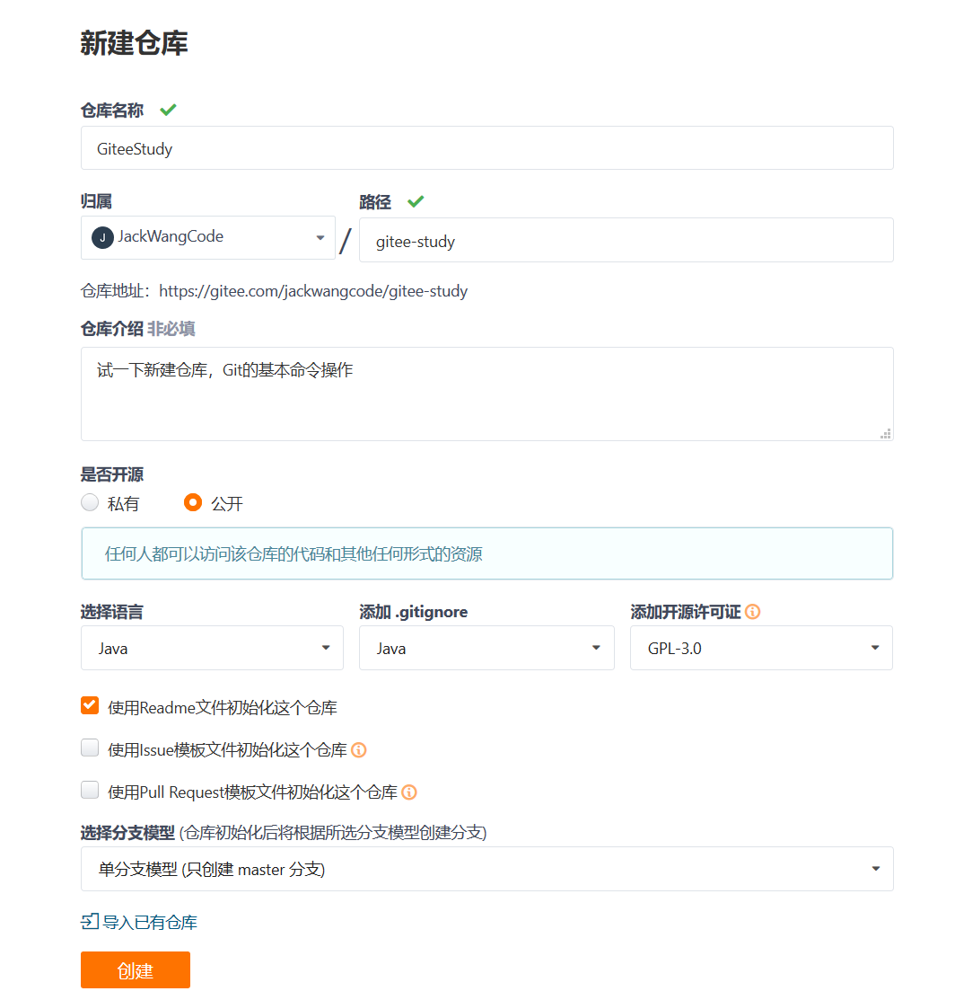 新建仓库
仓库名称
GiteeStudy
归属 路径
J JackWangCode / gitee-study
仓库地址：https://gitee.com/jackwangcode/gitee-study
仓库介绍 非必填
试一下新建仓库，Git的基本命令操作
是否开源
私有 公开
任何人都可以访问该仓库的代码和其他任何形式的资源
选择语言 添加 .gitignore 添加开源许可证
Java Java GPL-3.0
使用Readme文件初始化这个仓库
使用Issue模板文件初始化这个仓库
使用Pull Request模板文件初始化这个仓库
选择分支模型 (仓库初始化后将根据所选分支模型创建分支)
单分支模型 (只创建 master 分支)
导入已有仓库
创建